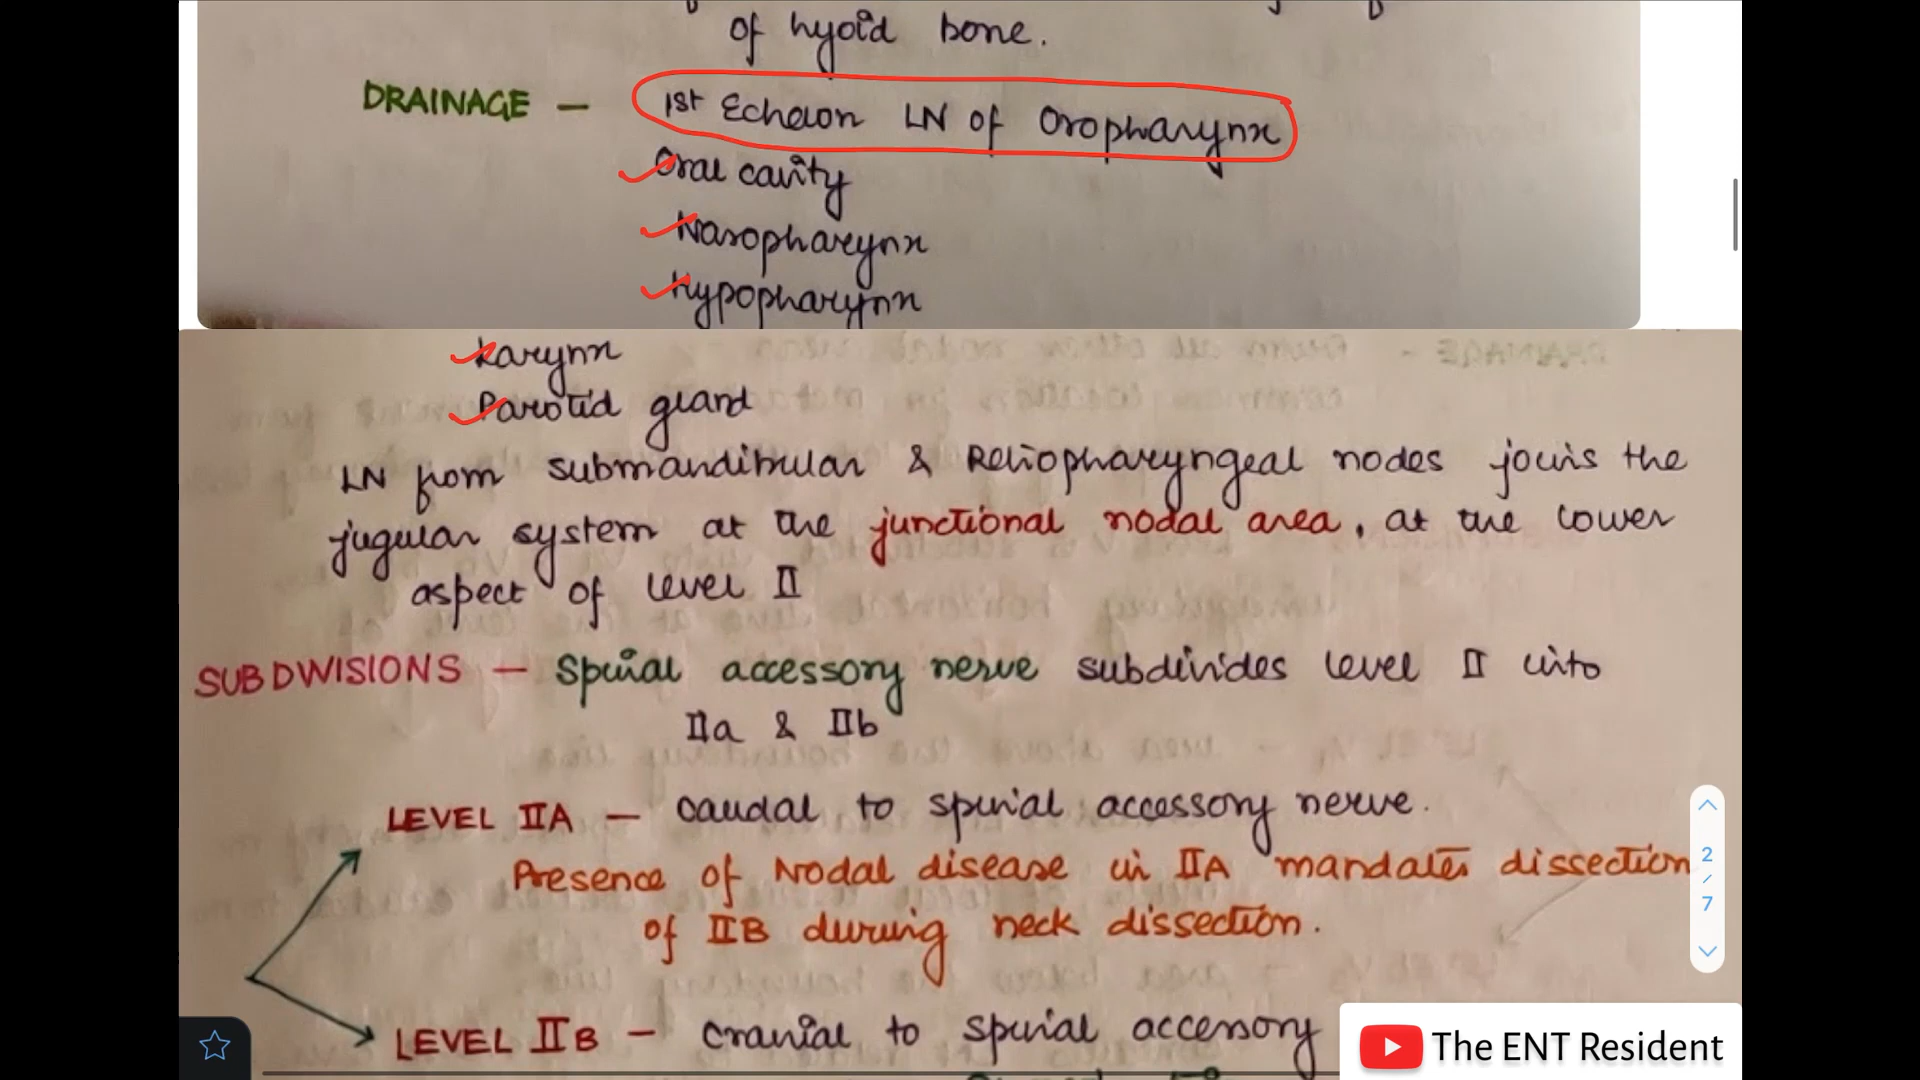 of hyoid bone.
DRAINAGE — 1st Echelon LN of Oropharynx
Oral cavity
Nasopharynx
Hypopharynx
Larynx
Parotid gland
LN from submandibular & Retropharyngeal nodes joins the
jugular system at the junctional nodal area, at the lower
aspect of level II
SUBDIVISIONS — Spinal accessory nerve subdivides level II into
IIa & IIb
LEVEL IIA — Caudal to spinal accessory nerve.
Presence of Nodal disease in IIA mandates dissection
of IIB during neck dissection.
LEVEL IIB — Cranial to spinal accessory
2
/
7
The ENT Resident